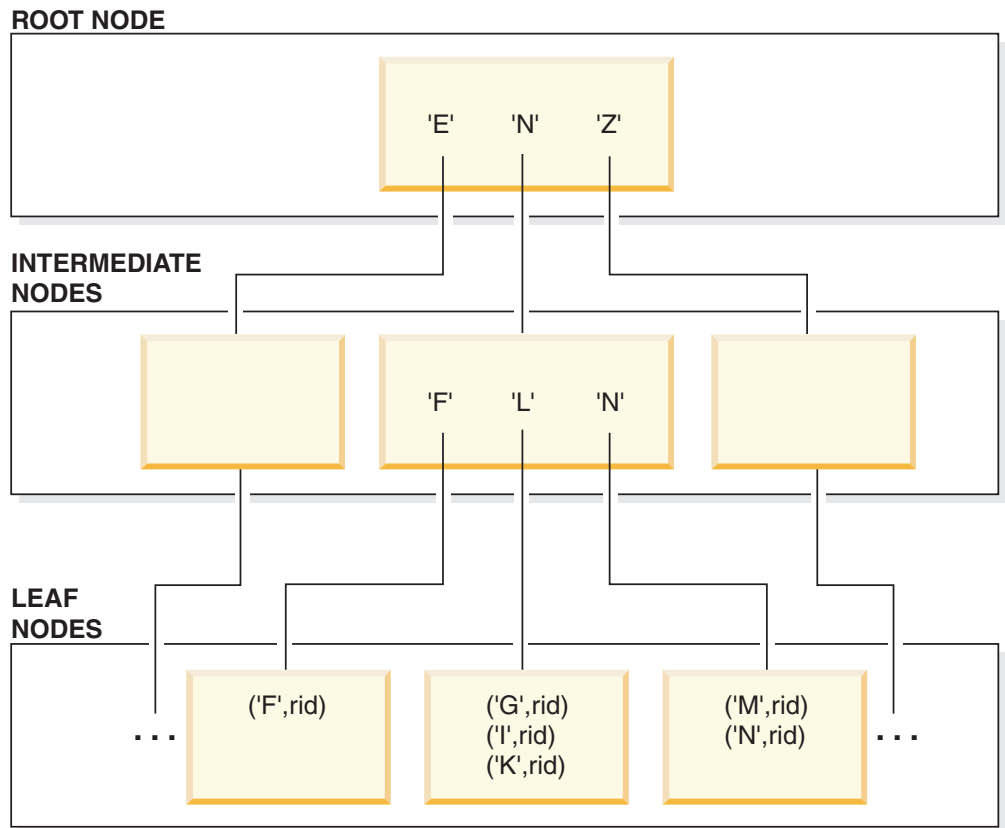 ROOT NODE
'E' 'N' 'Z'
INTERMEDIATE
NODES
'F' 'L' 'N'
LEAF
NODES
('F',rid) ('G',rid) ('M',rid)
. . . ('I',rid) ('N',rid) . . .
('K',rid)